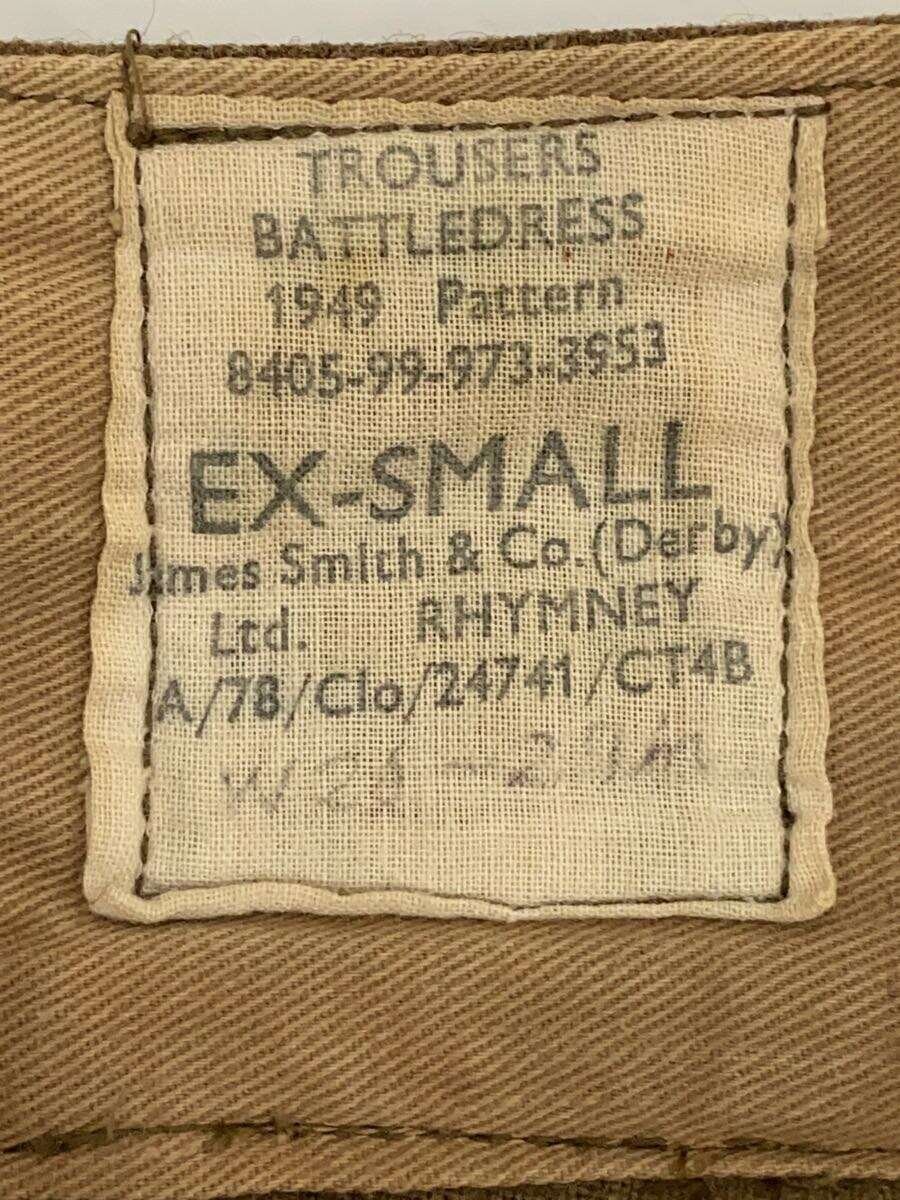 TROUSERS
BATTLEDRESS
1949 Pattern
8405-99-973-3953
EX-SMALL
James Smith & Co. (Derby)
Ltd. RHYMNEY
A/78/Clo/24741/CT4B